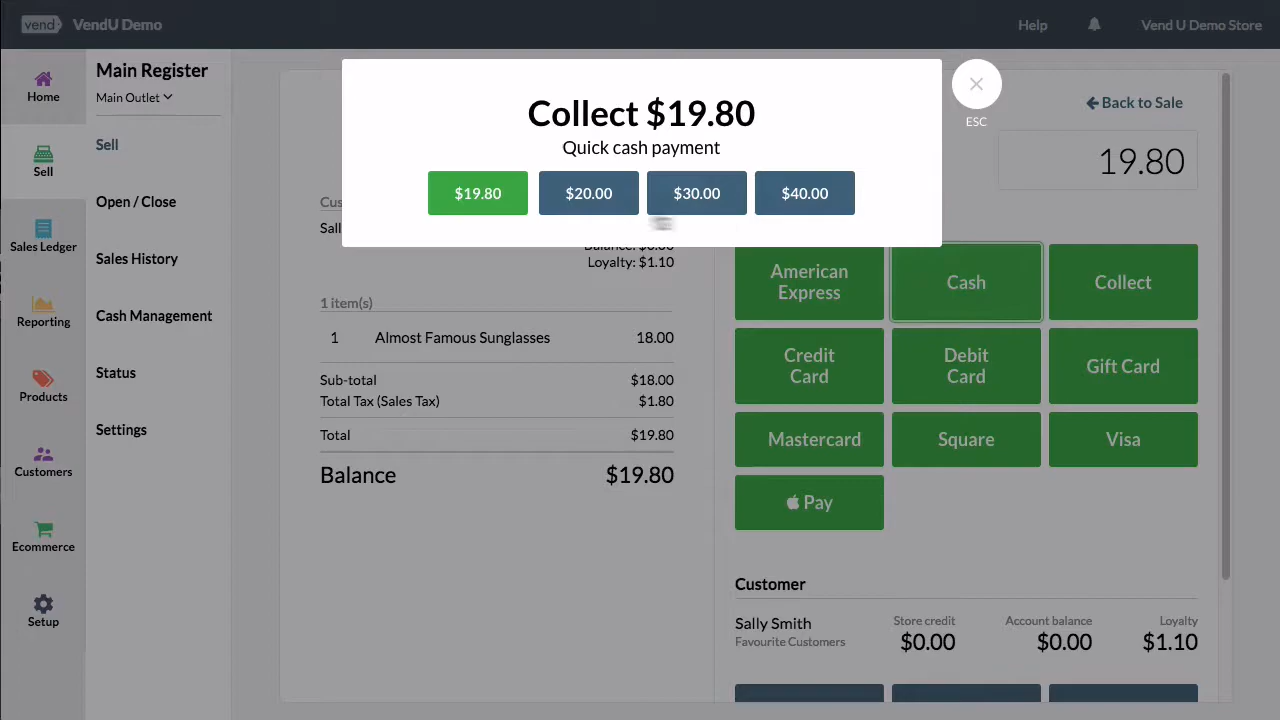 vend VendU Demo
Help
Vend U Demo Store
Home
Sell
Sales Ledger
Reporting
Products
Customers
Ecommerce
Setup
Main Register
Main Outlet
Sell
Open / Close
Sales History
Cash Management
Status
Settings
Collect $19.80
Quick cash payment
$19.80 $20.00 $30.00 $40.00
ESC
Back to Sale
19.80
Balance: $0.00
Loyalty: $1.10
1 item(s)
1 Almost Famous Sunglasses 18.00
Sub-total $18.00
Total Tax (Sales Tax) $1.80
Total $19.80
Balance $19.80
American
Express
Cash
Collect
Credit
Card
Debit
Card
Gift Card
Mastercard
Square
Visa
Pay
Customer
Sally Smith
Favourite Customers
Store credit
$0.00
Account balance
$0.00
Loyalty
$1.10